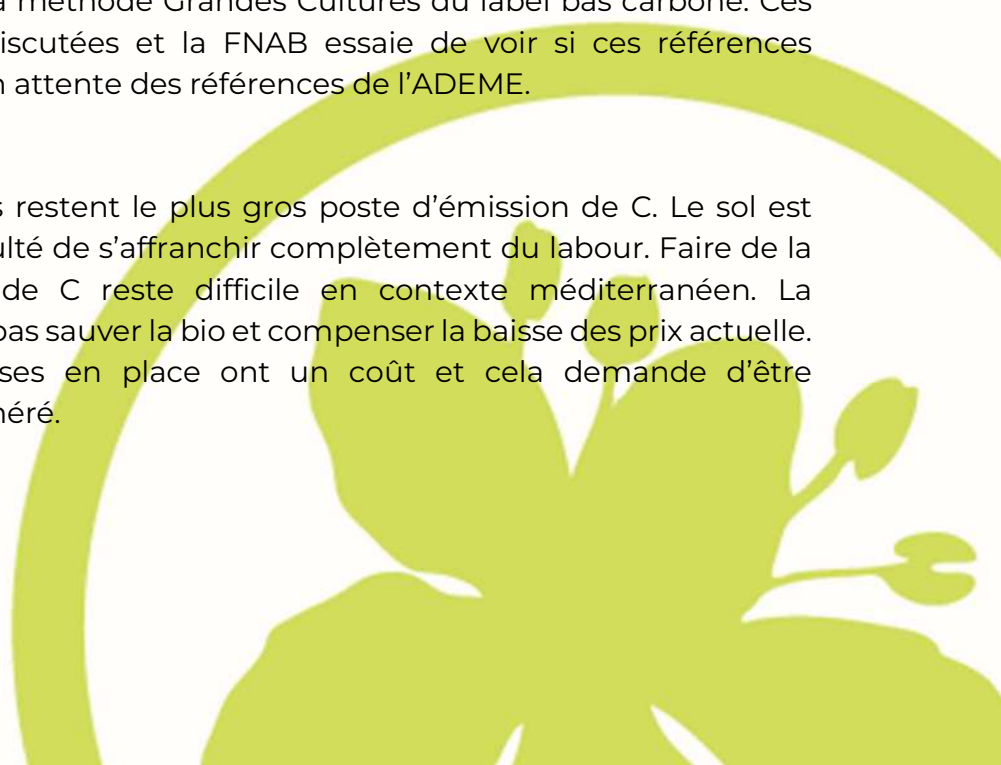 a méthode Grandes Cultures du label bas carbone. Ces
iscutées et la FNAB essaie de voir si ces références
attente des références de l'ADEME.
s restent le plus gros poste d'émission de C. Le sol est
ulté de s'affranchir complètement du labour. Faire de la
de C reste difficile en contexte méditerranéen. La
pas sauver la bio et compenser la baisse des prix actuelle.
ses en place ont un coût et cela demande d'être
néré.